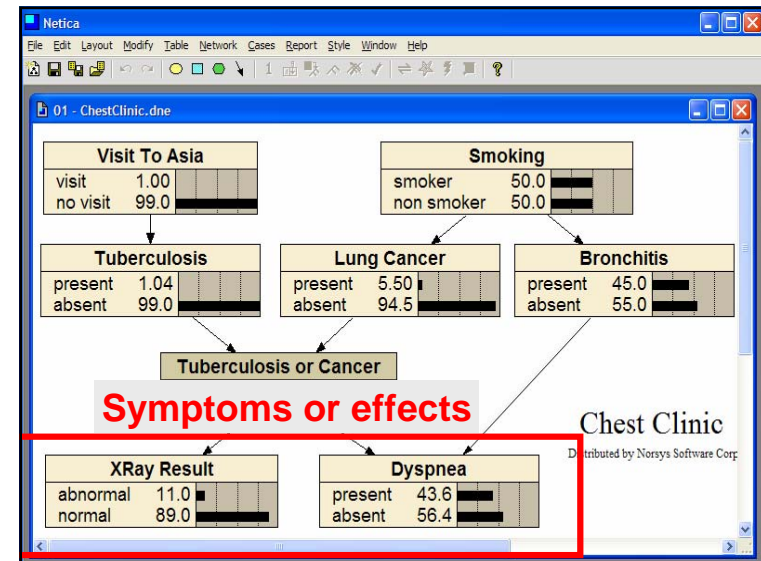 Netica
File Edit Layout Modify Table Network Cases Report Style Window Help
01 - ChestClinic.dne
Visit To Asia
visit 1.00
no visit 99.0
Smoking
smoker 50.0
non smoker 50.0
Tuberculosis
present 1.04
absent 99.0
Lung Cancer
present 5.50
absent 94.5
Bronchitis
present 45.0
absent 55.0
Tuberculosis or Cancer
Symptoms or effects
Chest Clinic
Distributed by Norsys Software Corp
XRay Result
abnormal 11.0
normal 89.0
Dyspnea
present 43.6
absent 56.4